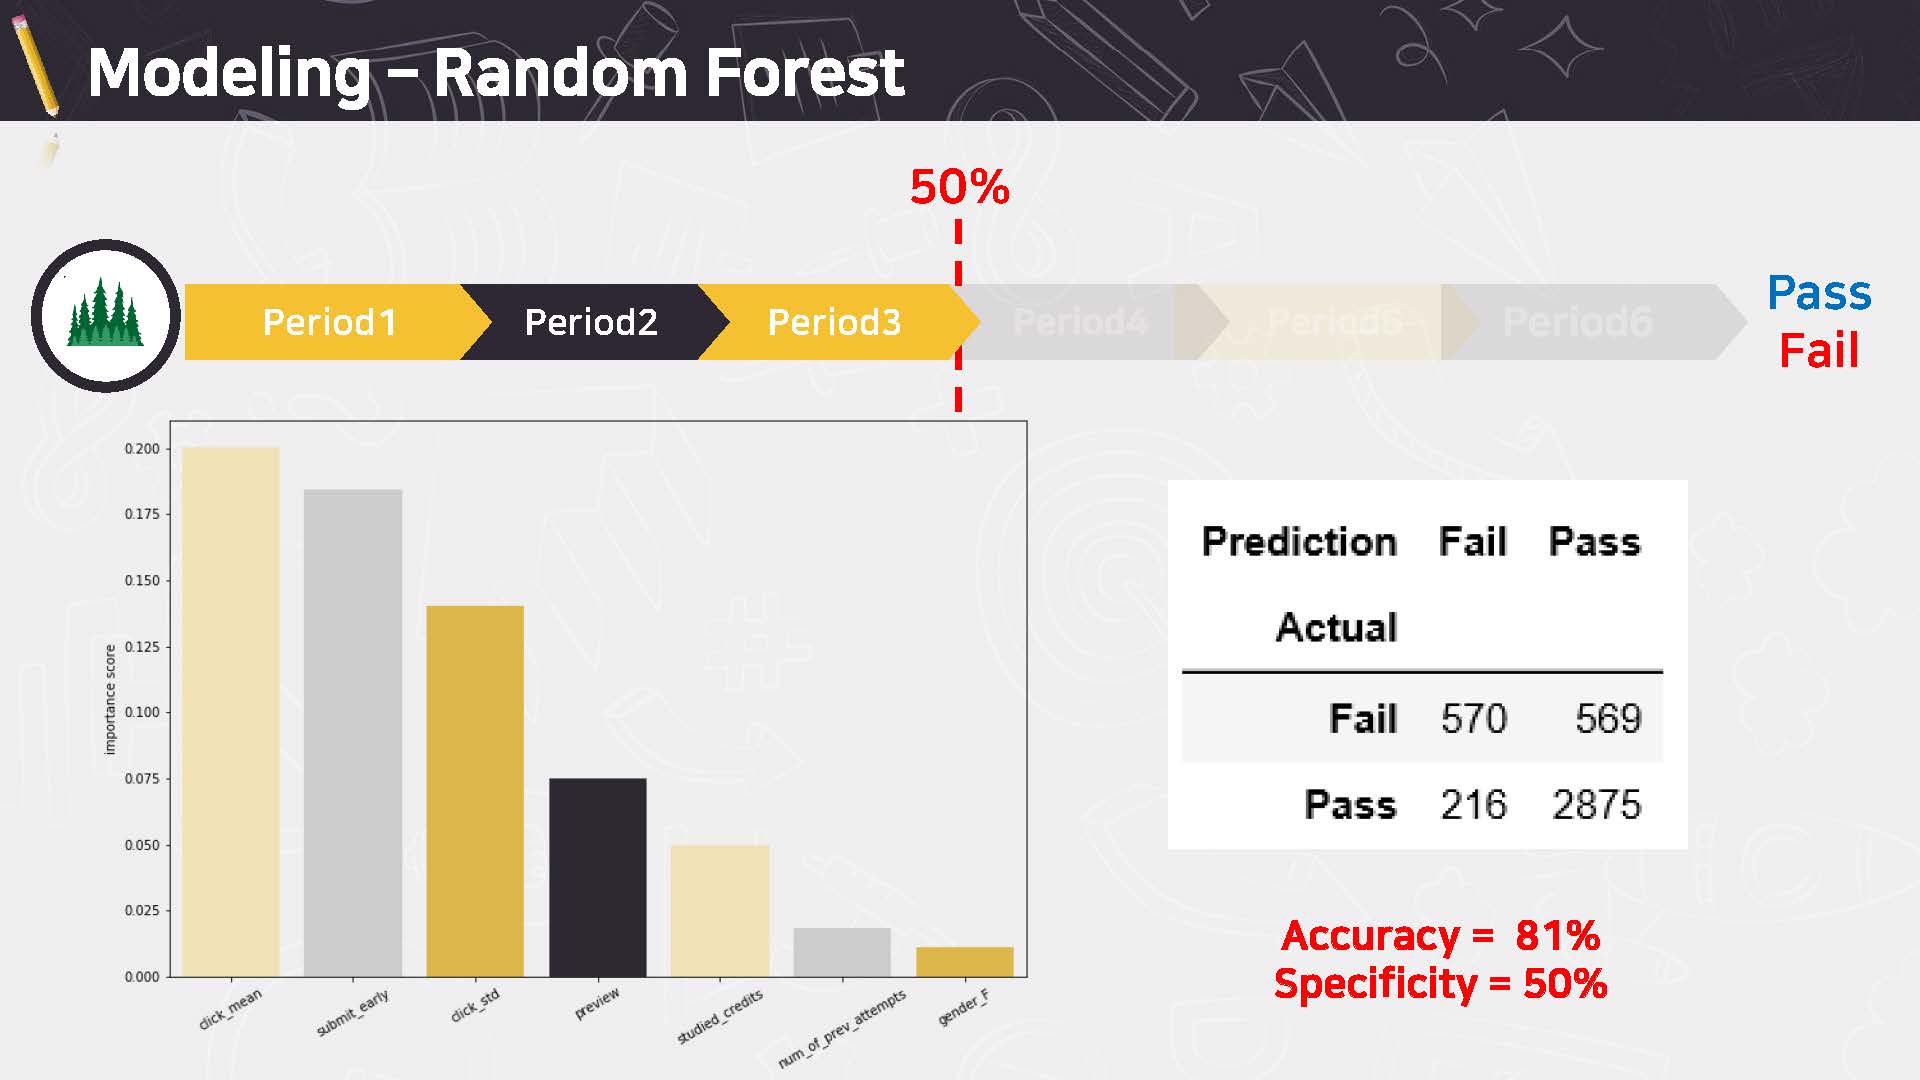 Modeling – Random Forest
50%
Period1 Period2 Period3 Period4 Period5 Period6
Pass
Fail
0.200
0.175
0.150
0.125
0.100
0.075
0.050
0.025
0.000
importance score
click_mean submit_early click_std preview studied_credits num_of_prev_attempts gender_F
Prediction Fail Pass
Actual
Fail 570 569
Pass 216 2875
Accuracy = 81%
Specificity = 50%